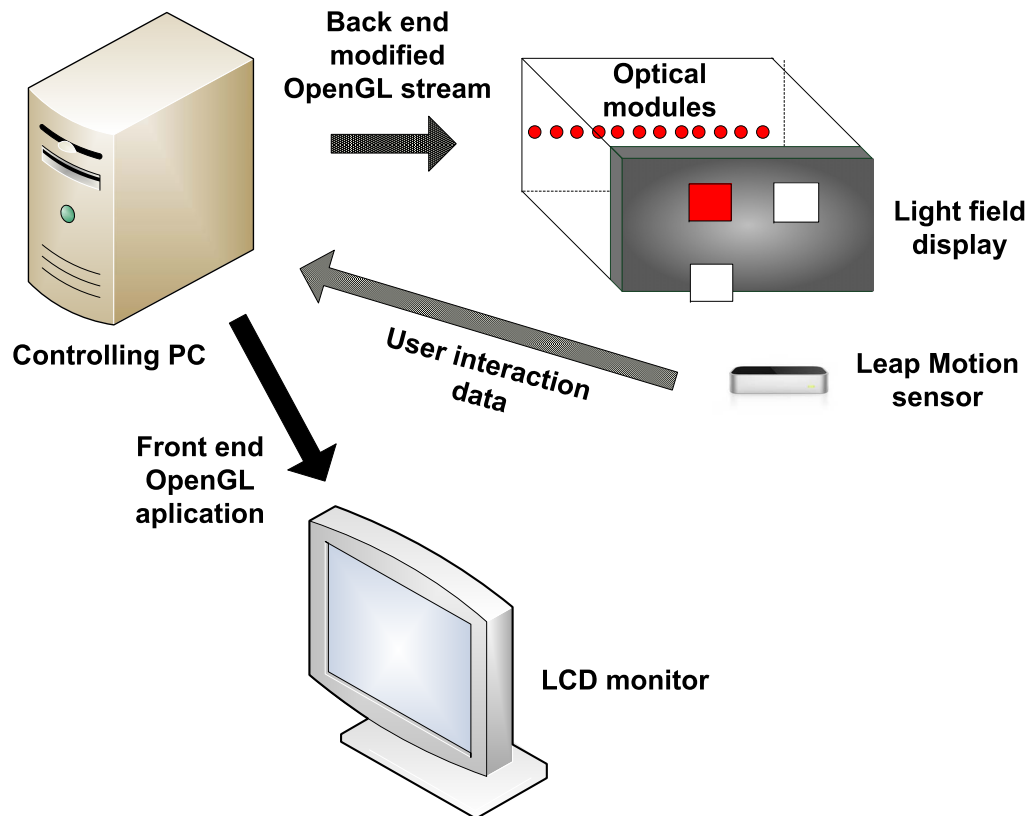 Back end
modified
OpenGL stream
Optical
modules
Light field
display
Controlling PC
User interaction
data
Leap Motion
sensor
Front end
OpenGL
aplication
LCD monitor